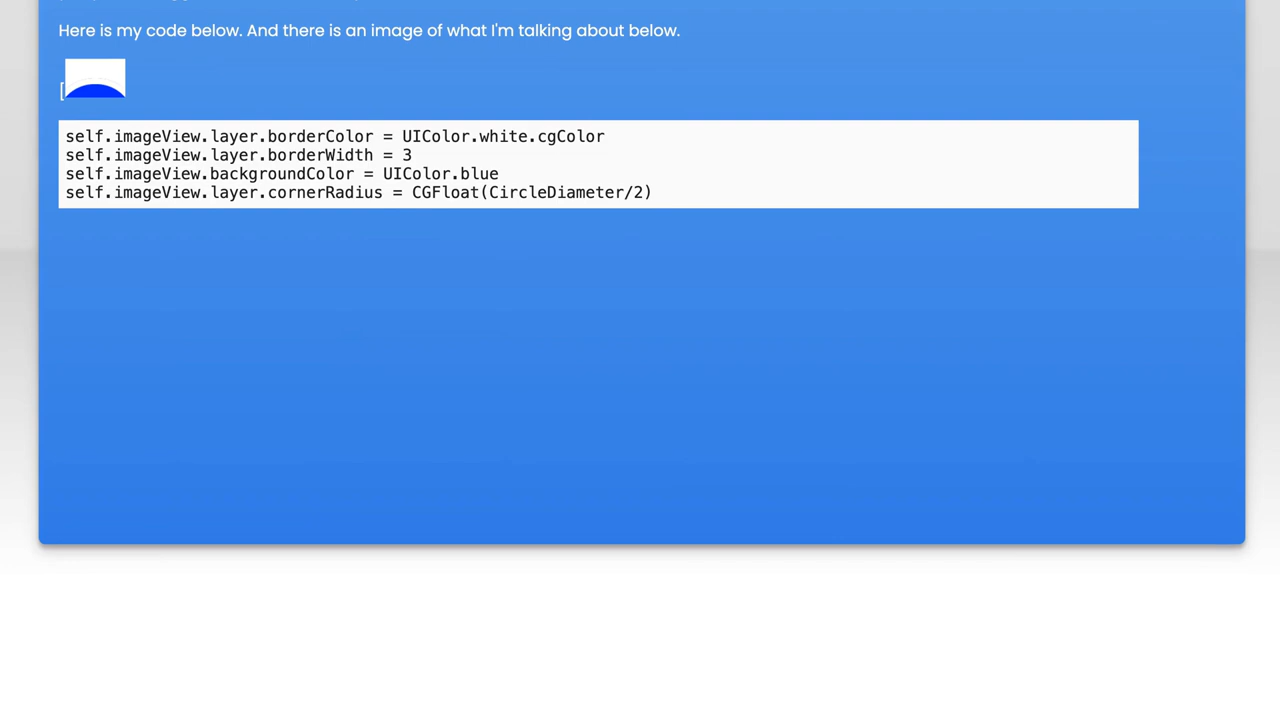 Here is my code below. And there is an image of what I'm talking about below.
[
self.imageView.layer.borderColor = UIColor.white.cgColor
self.imageView.layer.borderWidth = 3
self.imageView.backgroundColor = UIColor.blue
self.imageView.layer.cornerRadius = CGFloat(CircleDiameter/2)